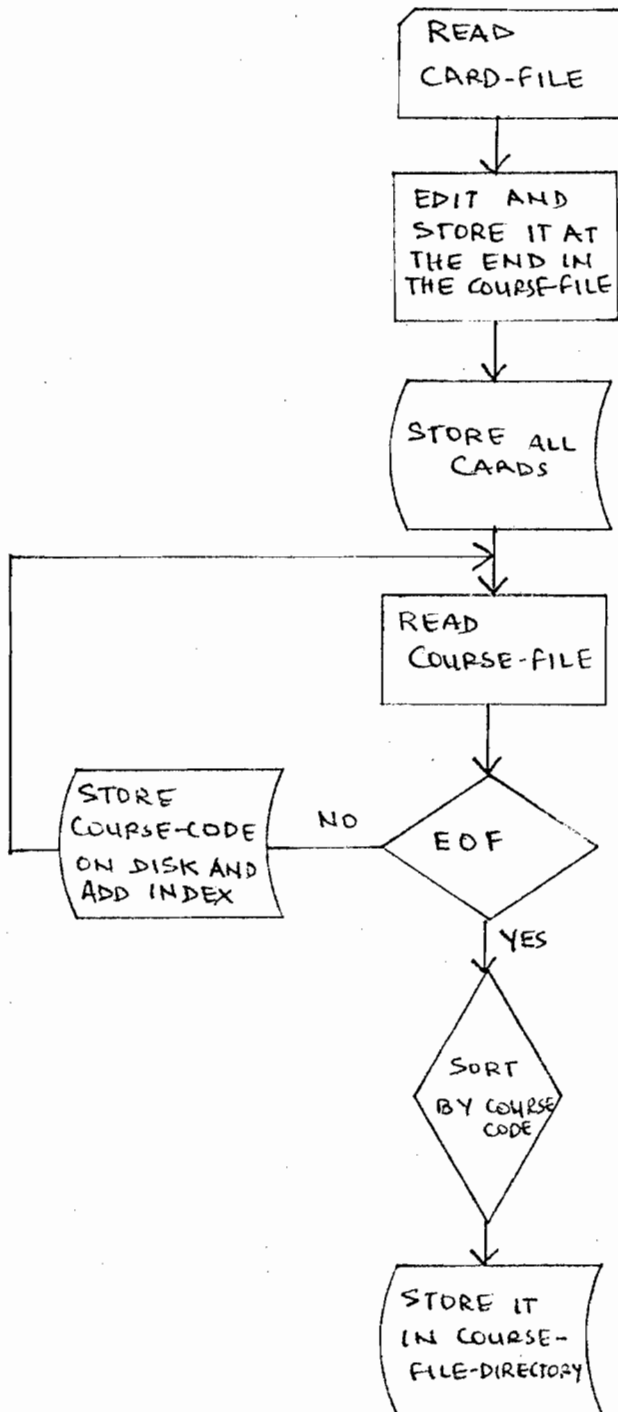 READ
CARD-FILE
EDIT AND
STORE IT AT
THE END IN
THE COURSE-FILE
STORE ALL
CARDS
READ
COURSE-FILE
STORE
COURSE-CODE
ON DISK AND
ADD INDEX
NO
EOF
YES
SORT
BY COURSE
CODE
STORE IT
IN COURSE-
FILE-DIRECTORY